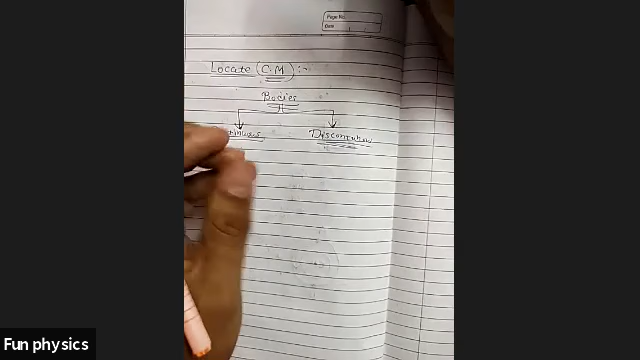 Page No.
Date
Locate (C.M) :-
Bodies
Discontinuous
Fun physics